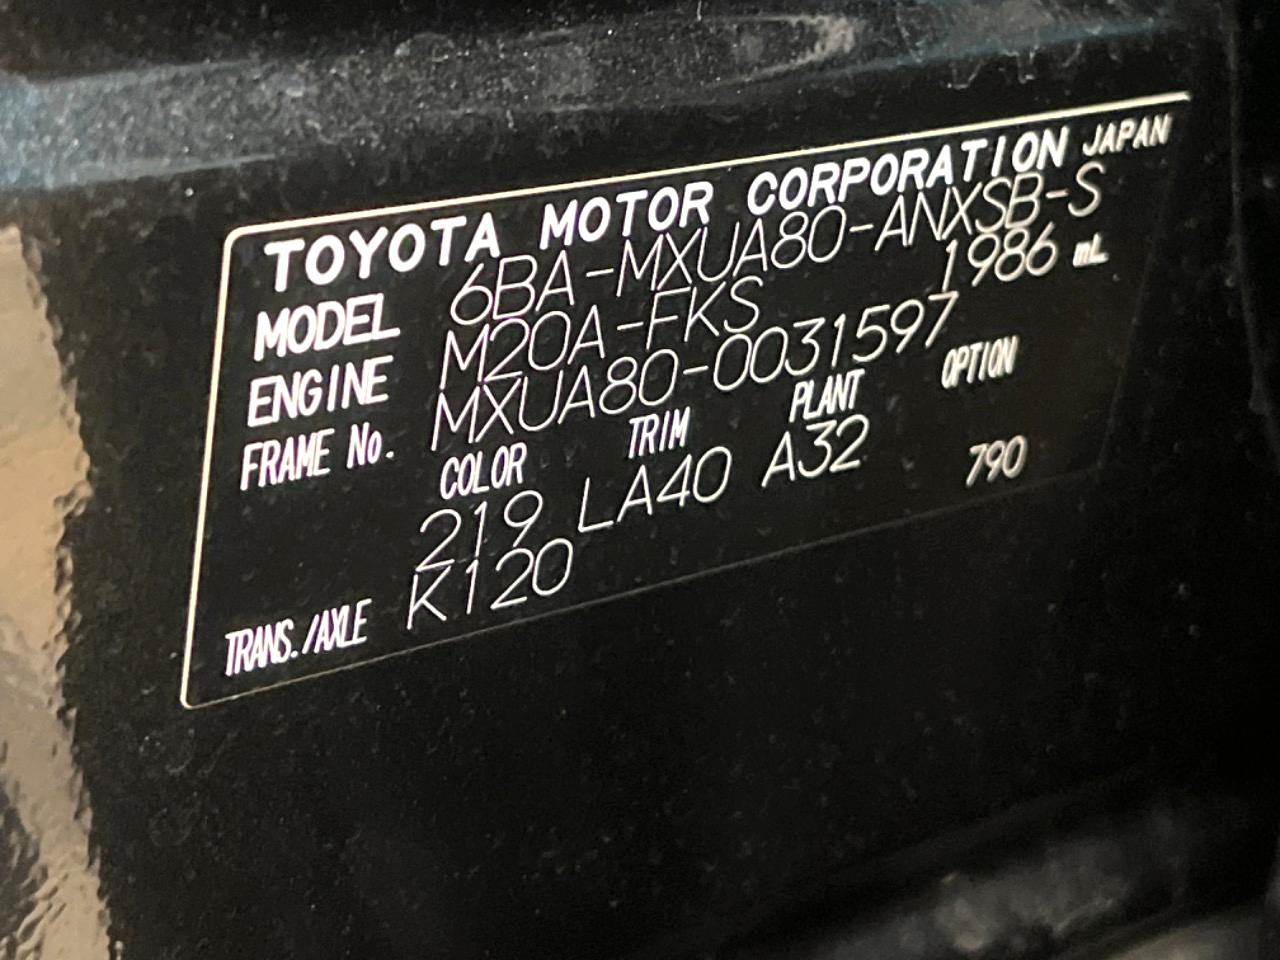 TOYOTA MOTOR CORPORATION JAPAN
MODEL 6BA-MXUA80-ANXSB-S
ENGINE M20A-FKS 1986 mL
FRAME No. MXUA80-0031597
COLOR TRIM PLANT OPTION
219 LA40 A32 790
TRANS./AXLE K120